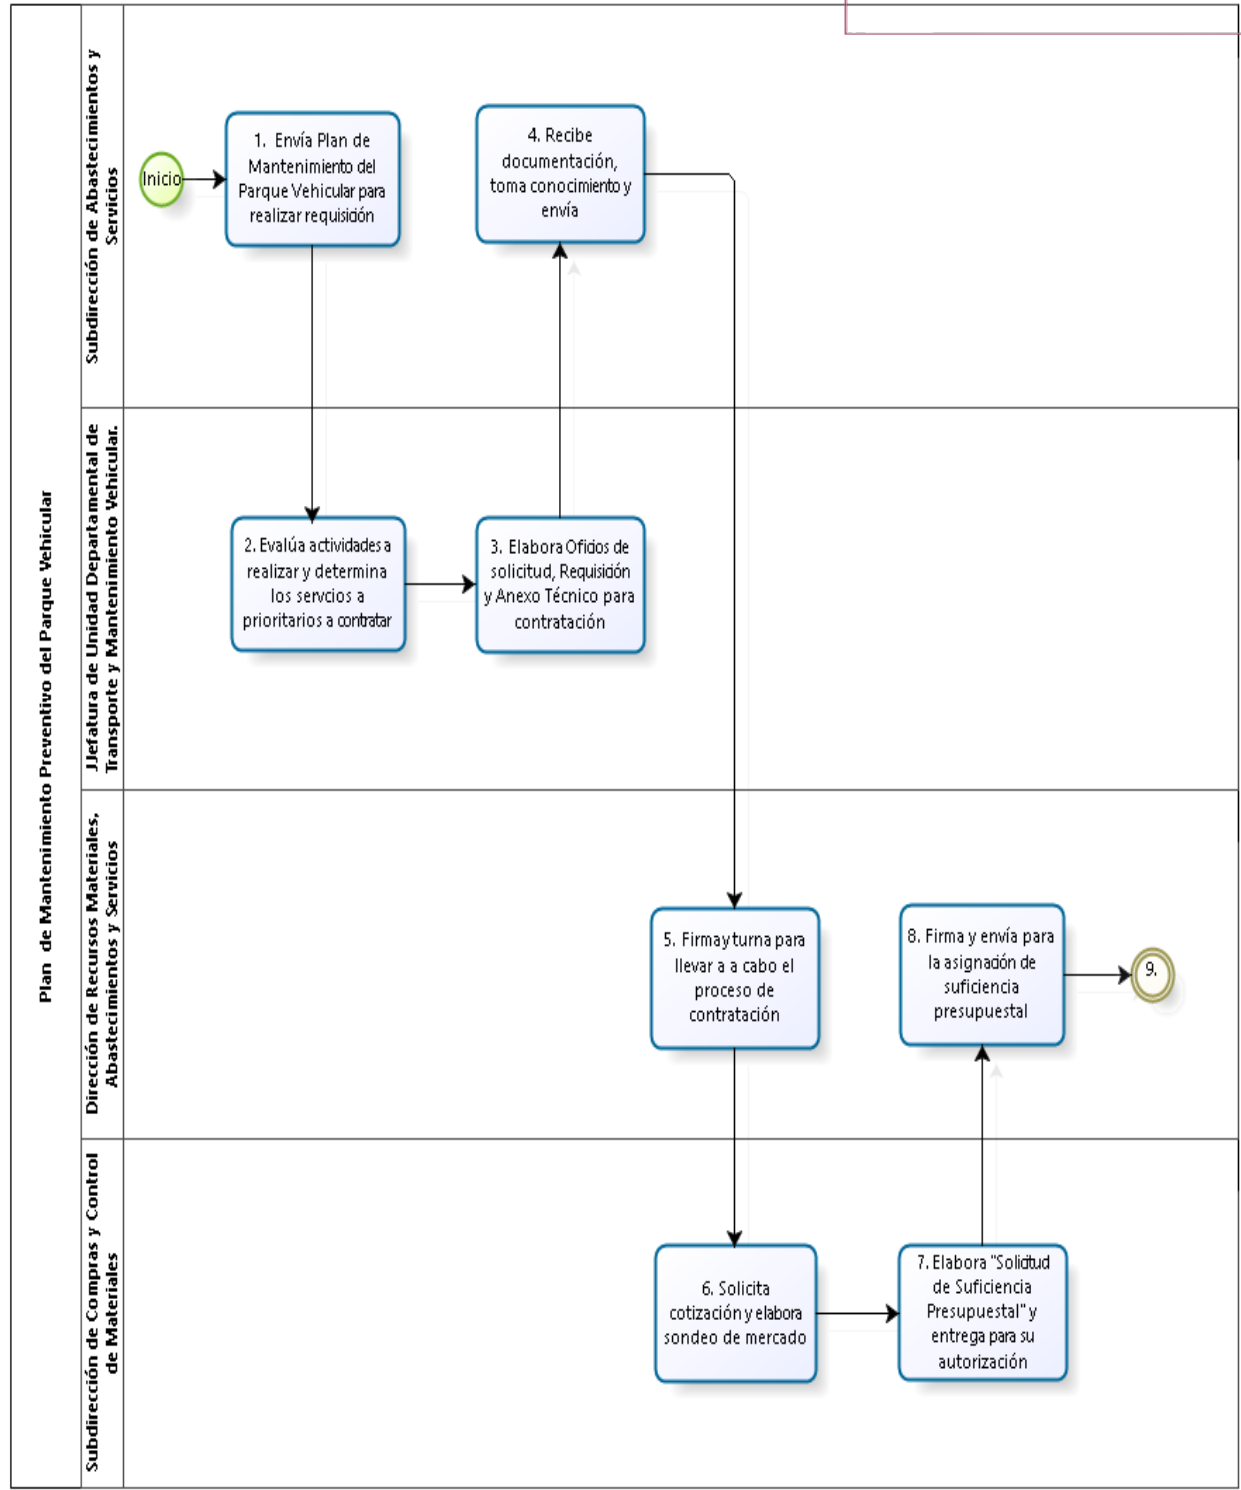 Plan de Mantenimiento Preventivo del Parque Vehicular
Subdirección de Abastecimientos y
Servicios
Inicio
1. Envía Plan de
Mantenimiento del
Parque Vehicular para
realizar requisición
4. Recibe
documentación,
toma conocimiento y
envía
JJefatura de Unidad Departamental de
Transporte y Mantenimiento Vehicular.
2. Evalúa actividades a
realizar y determina
los servcios a
prioritarios a contratar
3. Elabora Oficios de
solicitud, Requisición
y Anexo Técnico para
contratación
Dirección de Recursos Materiales,
Abastecimientos y Servicios
5. Firma y turna para
llevar a a cabo el
proceso de
contratación
8. Firma y envía para
la asignación de
suficiencia
presupuestal
9.
Subdirección de Compras y Control
de Materiales
6. Solicita
cotización y elabora
sondeo de mercado
7. Elabora "Solicitud
de Suficiencia
Presupuestal" y
entrega para su
autorización